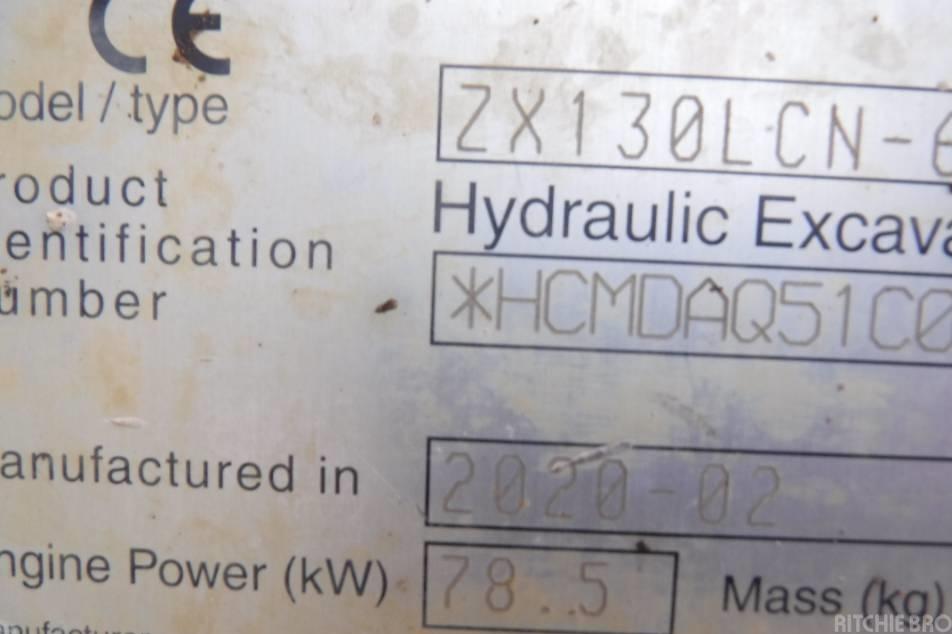 CE
odel / type ZX130LCN-6
roduct
entification
umber
Hydraulic Excava
*HCMDAQ51C0
anufactured in 2020-02
ngine Power (kW) 78.5 Mass (kg)
RITCHIE BRO